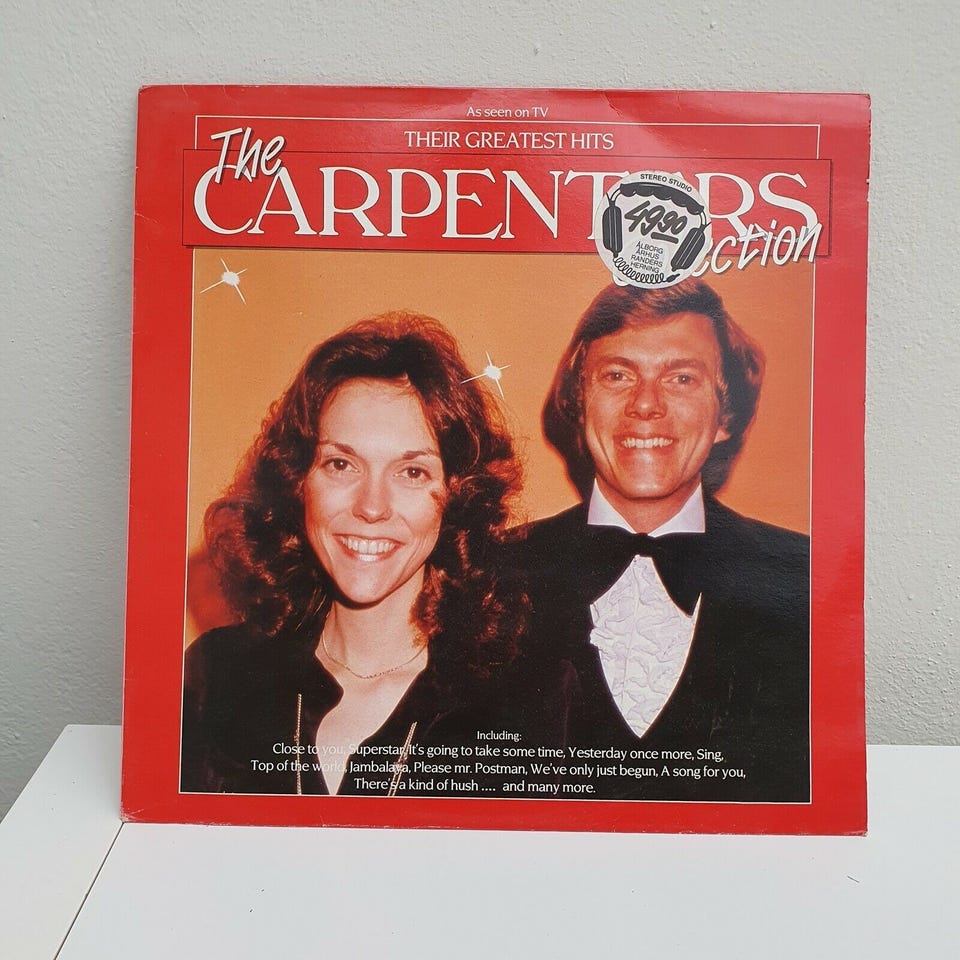 As seen on TV
THEIR GREATEST HITS
The
CARPENTERS
ction
STEREO STUDIO
49.90
ÅLBORG
ÅRHUS
RANDERS
HERNING
Including:
Close to you, Superstar, It's going to take some time, Yesterday once more, Sing,
Top of the world, Jambalaya, Please mr. Postman, We've only just begun, A song for you,
There's a kind of hush .... and many more.